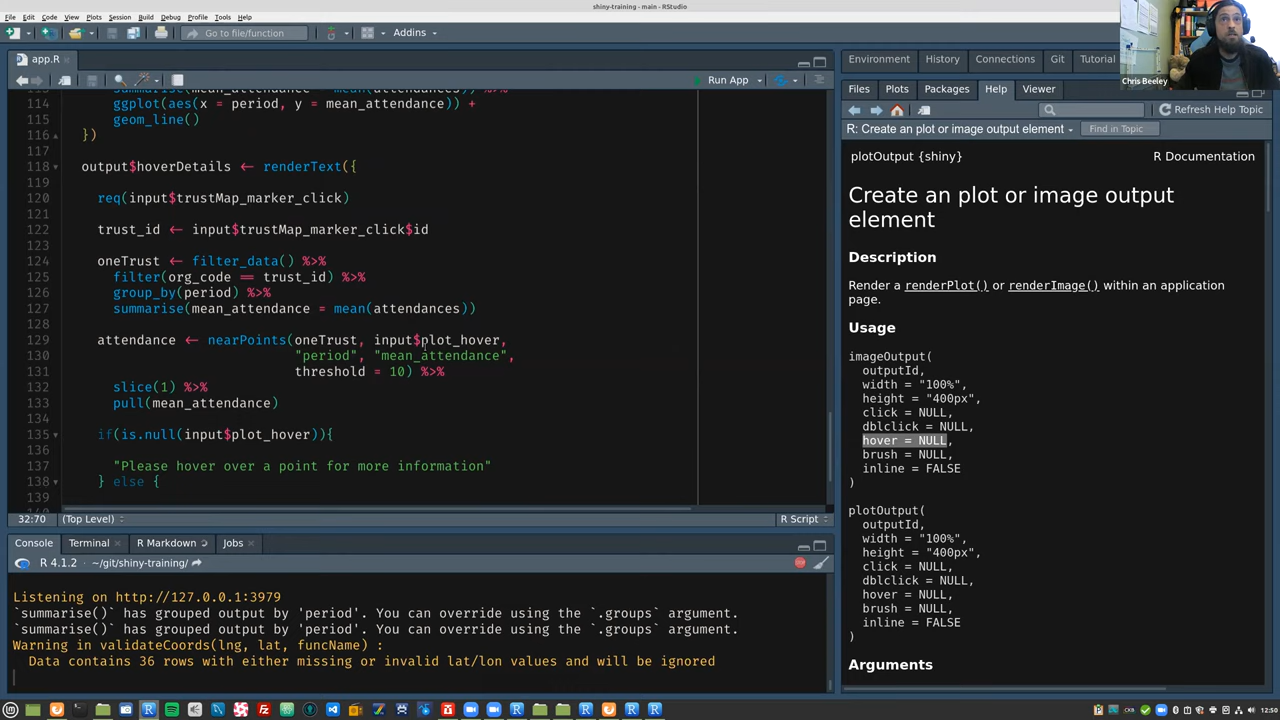 shiny-training - main - RStudio
File Edit Code View Plots Session Build Debug Profile Tools Help
Go to file/function
Addins
Chris Beeley
app.R
Run App
114 ggplot(aes(x = period, y = mean_attendance)) +
115 geom_line()
116 })
117
118 output$hoverDetails ← renderText({
119
120 req(input$trustMap_marker_click)
121
122 trust_id ← input$trustMap_marker_click$id
123
124 oneTrust ← filter_data() %>%
125 filter(org_code == trust_id) %>%
126 group_by(period) %>%
127 summarise(mean_attendance = mean(attendances))
128
129 attendance ← nearPoints(oneTrust, input$plot_hover,
130 "period", "mean_attendance",
131 threshold = 10) %>%
132 slice(1) %>%
133 pull(mean_attendance)
134
135 if(is.null(input$plot_hover)){
136
137 "Please hover over a point for more information"
138 } else {
139
32:70 (Top Level) R Script
Console Terminal R Markdown Jobs
R 4.1.2 · ~/git/shiny-training/
Listening on http://127.0.0.1:3979
`summarise()` has grouped output by 'period'. You can override using the `.groups` argument.
`summarise()` has grouped output by 'period'. You can override using the `.groups` argument.
Warning in validateCoords(lng, lat, funcName) :
Data contains 36 rows with either missing or invalid lat/lon values and will be ignored
Environment History Connections Git Tutorial
Files Plots Packages Help Viewer
Refresh Help Topic
R: Create an plot or image output element Find in Topic
plotOutput {shiny} R Documentation
Create an plot or image output
element
Description
Render a renderPlot() or renderImage() within an application
page.
Usage
imageOutput(
outputId,
width = "100%",
height = "400px",
click = NULL,
dblclick = NULL,
hover = NULL,
brush = NULL,
inline = FALSE
)
plotOutput(
outputId,
width = "100%",
height = "400px",
click = NULL,
dblclick = NULL,
hover = NULL,
brush = NULL,
inline = FALSE
)
Arguments
12:50